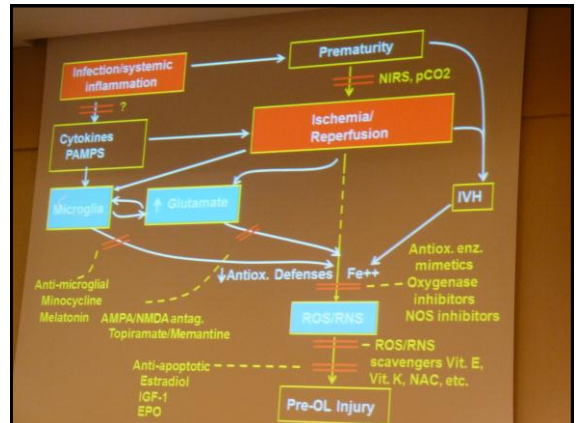 Infection/systemic
inflammation
Prematurity
NIRS, pCO2
?
Cytokines
PAMPS
Ischemia/
Reperfusion
Microglia
↑ Glutamate
IVH
Anti-microglial
Minocycline
Melatonin
AMPA/NMDA antag.
Topiramate/Memantine
↓Antiox. Defenses
Fe++
Antiox. enz.
mimetics
Oxygenase
inhibitors
NOS inhibitors
ROS/RNS
ROS/RNS
scavengers Vit. E,
Vit. K, NAC, etc.
Anti-apoptotic
Estradiol
IGF-1
EPO
Pre-OL Injury